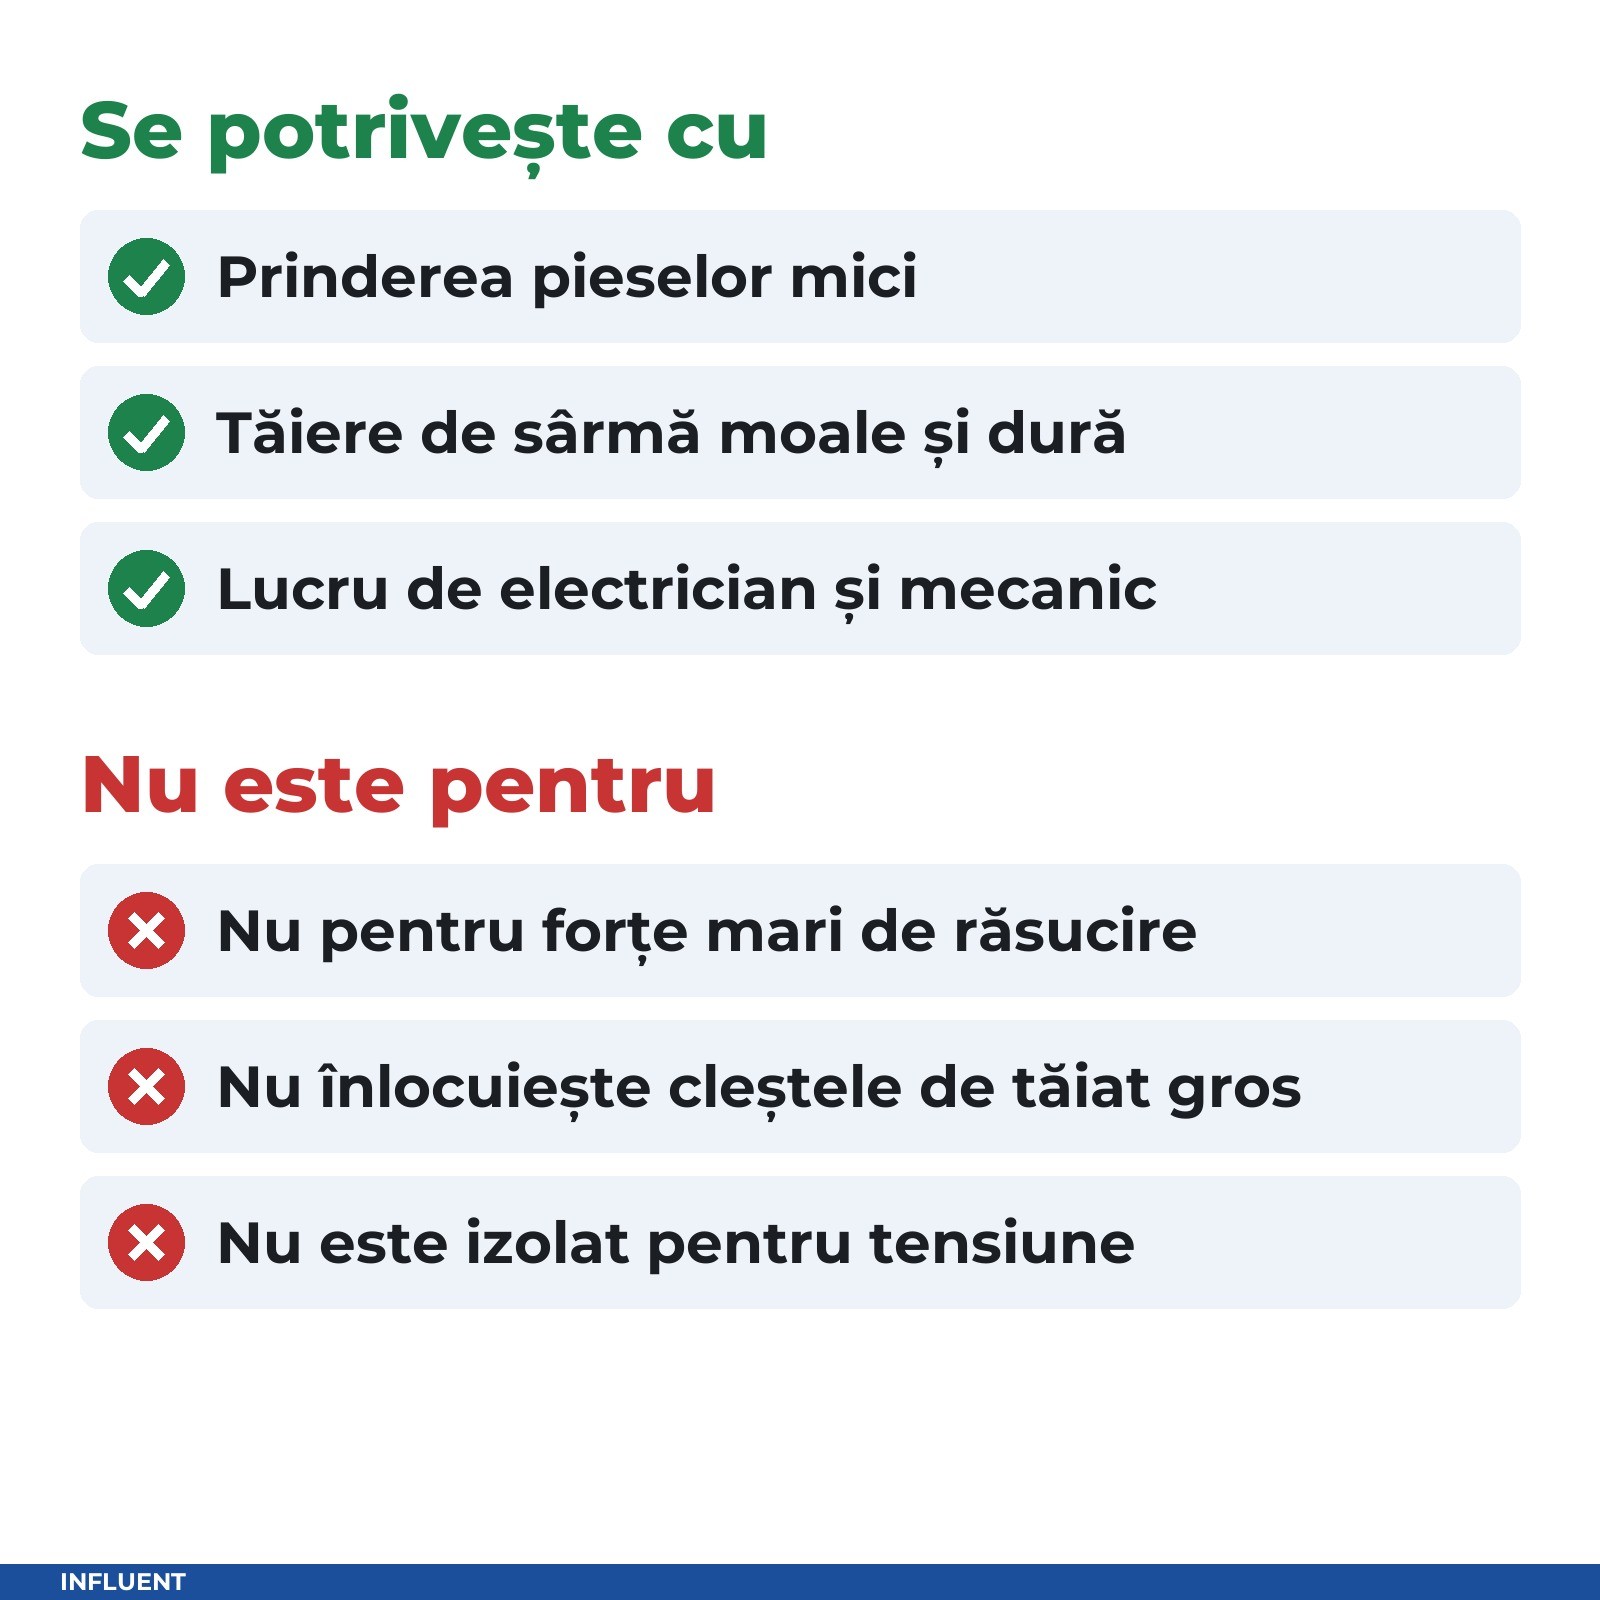 Se potrivește cu
Prinderea pieselor mici
Tăiere de sârmă moale și dură
Lucru de electrician și mecanic
Nu este pentru
Nu pentru forțe mari de răsucire
Nu înlocuiește cleștele de tăiat gros
Nu este izolat pentru tensiune
INFLUENT